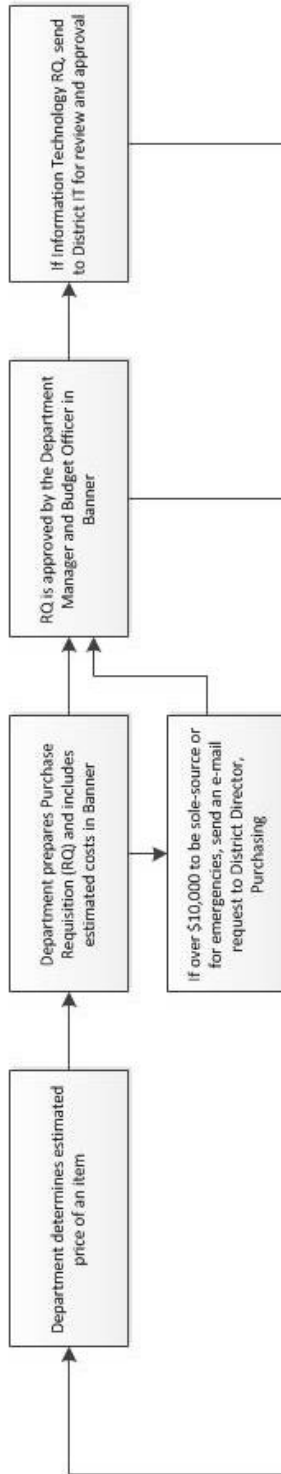 Department determines estimated
price of an item
Department prepares Purchase
Requisition (RQ) and includes
estimated costs in Banner
If over $10,000 to be sole-source or
for emergencies, send an e-mail
request to District Director,
Purchasing
RQ is approved by the Department
Manager and Budget Officer in
Banner
If Information Technology RQ, send
to District IT for review and approval